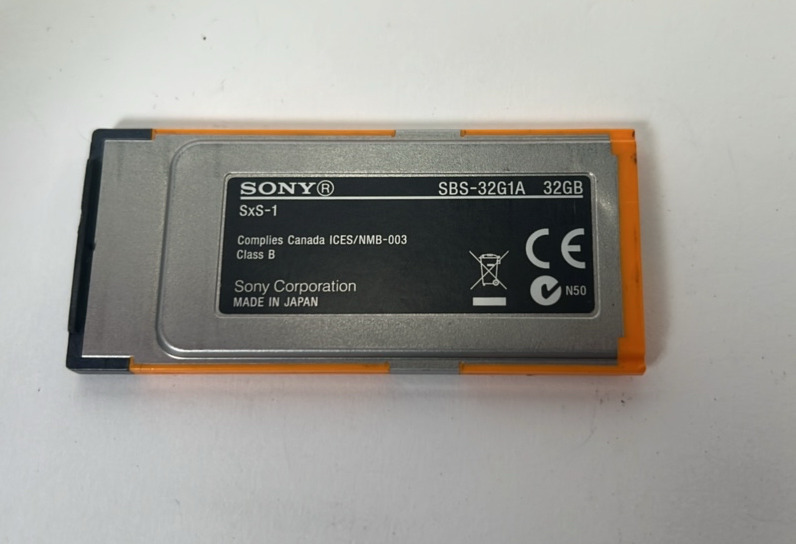 SONY® SBS-32G1A 32GB
SxS-1
Complies Canada ICES/NMB-003
Class B
CE
Sony Corporation
N50
MADE IN JAPAN